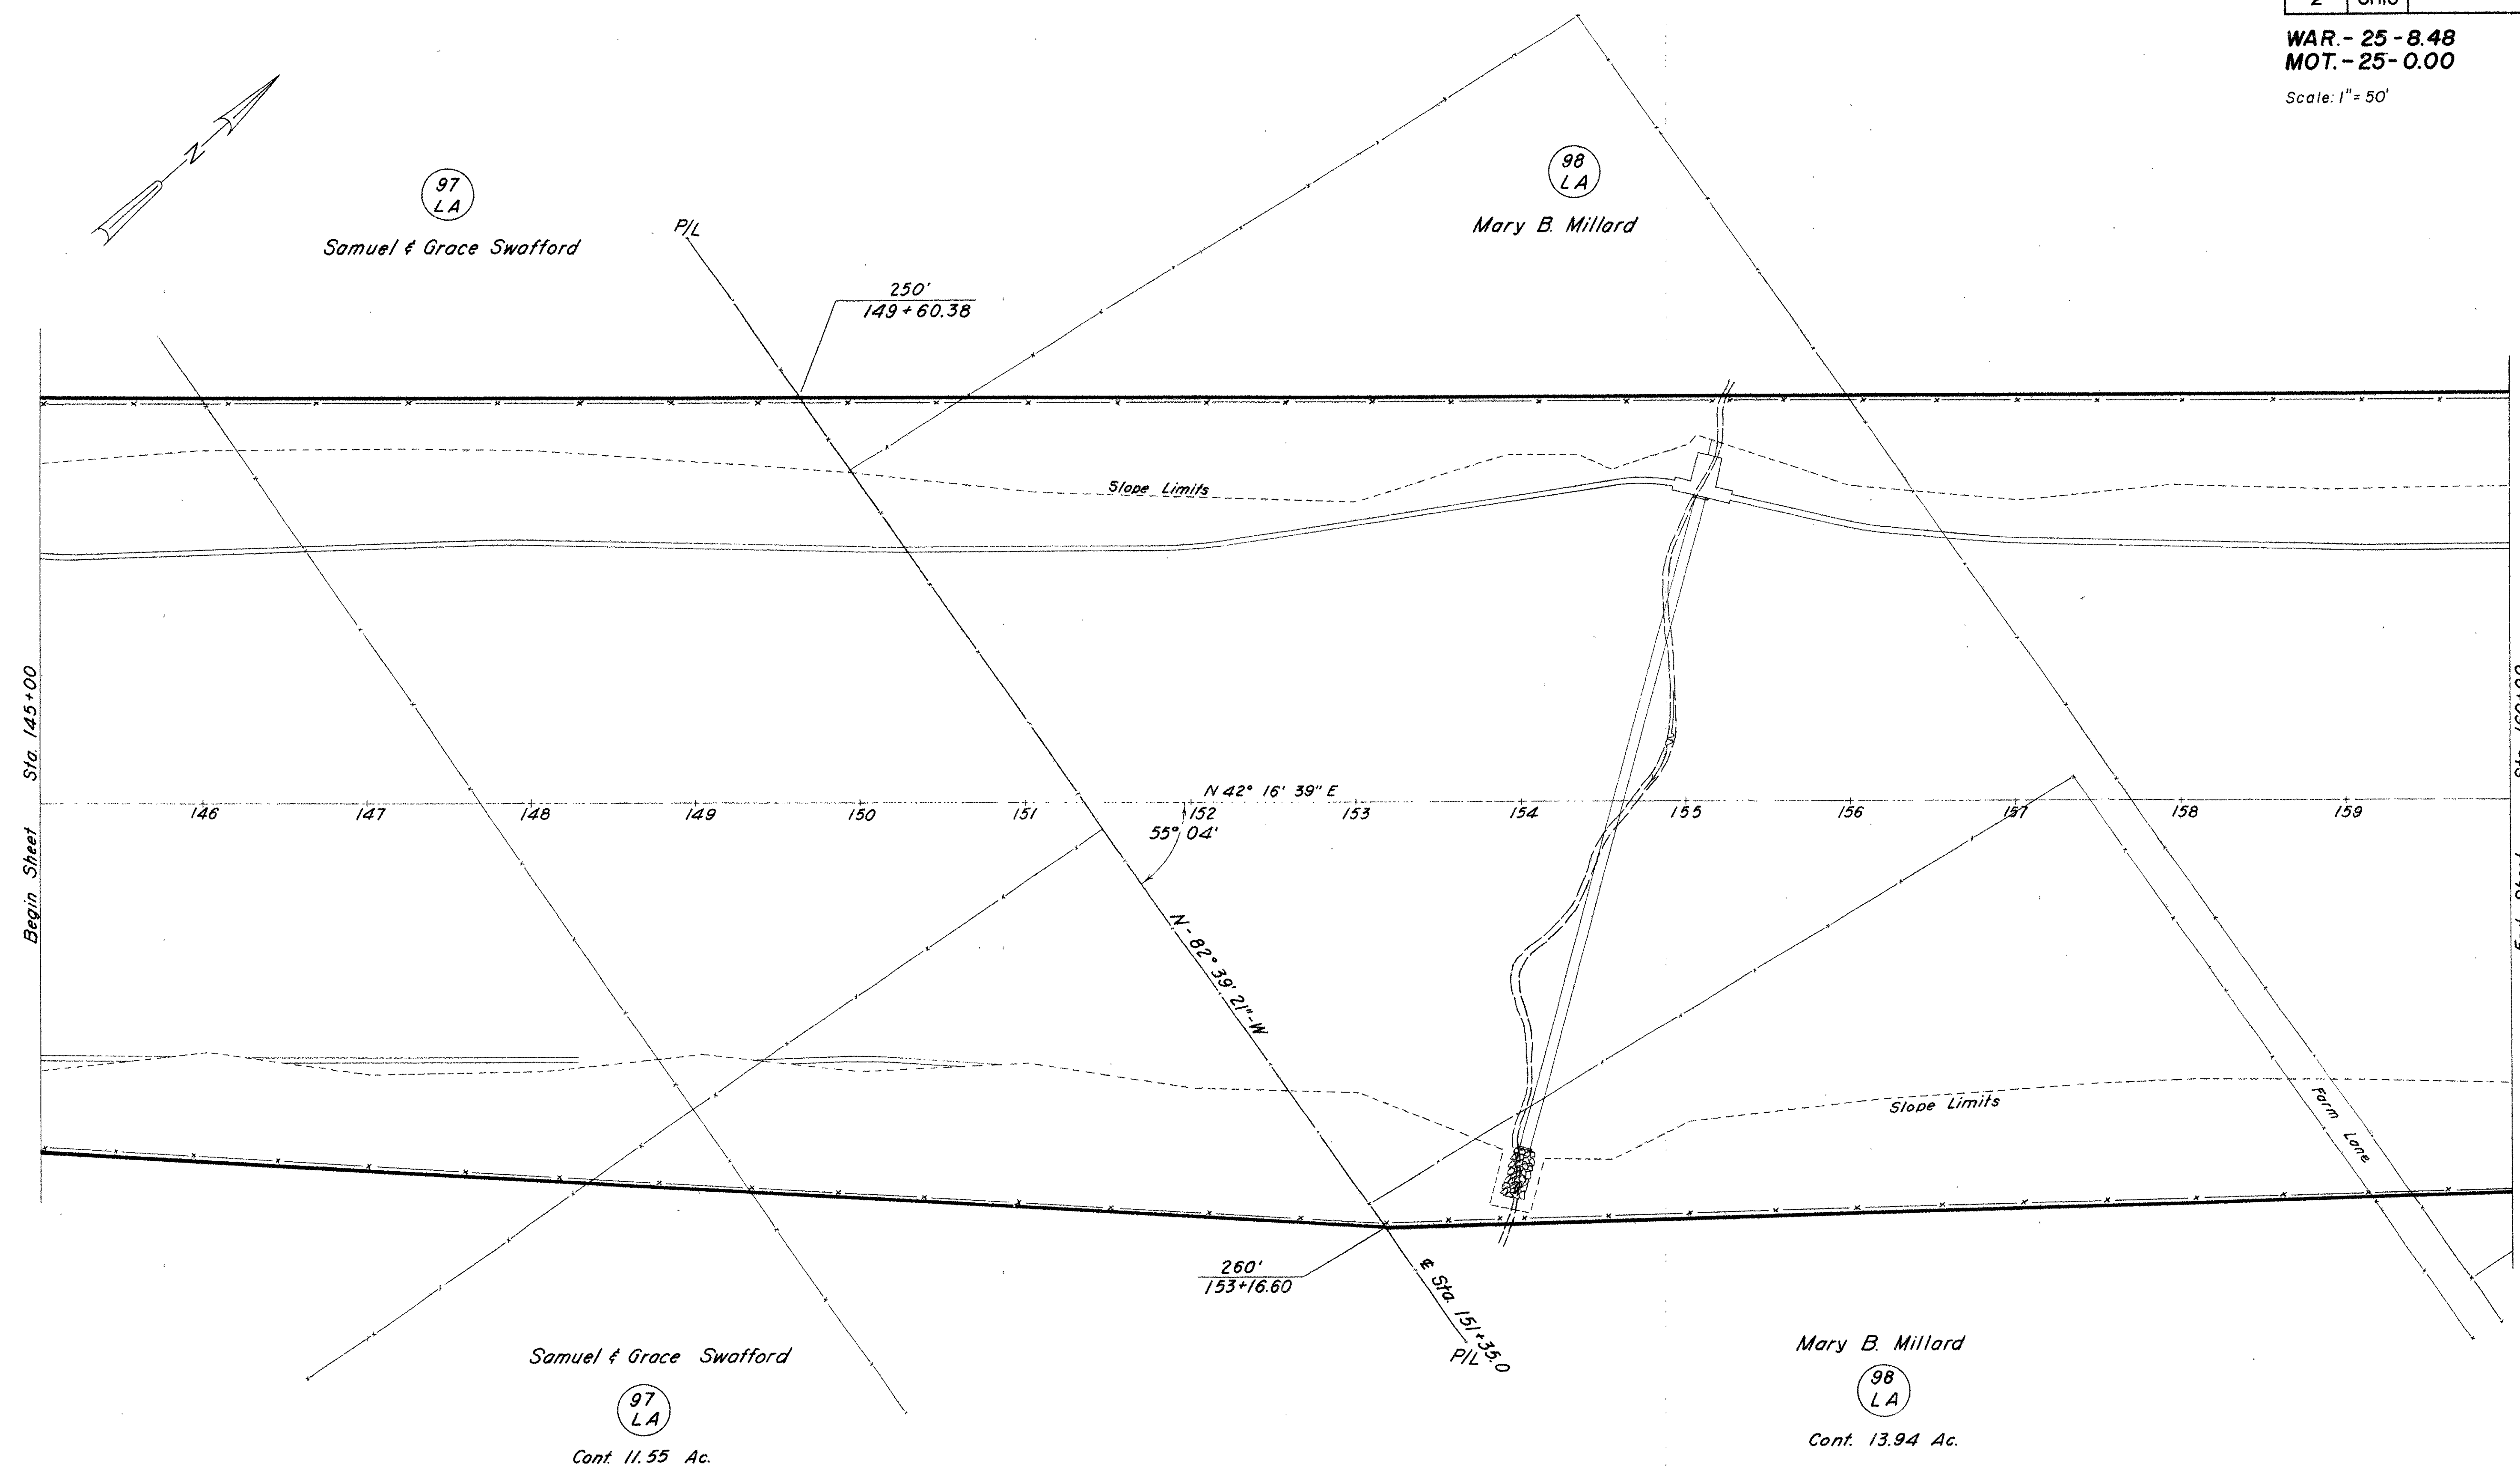 2 Ohio
WAR.- 25 - 8.48
MOT.- 25 - 0.00
Scale: 1" = 50'
N
97
LA
Samuel & Grace Swafford
P/L
98
LA
Mary B. Millard
250'
149 + 60.38
Slope Limits
Begin Sheet Sta. 145+00
N 42° 16' 39" E
146 147 148 149 150 151 152 153 154 155 156 157 158 159
55° 04'
N - 82° 39' 21" - W
Slope Limits
Farm Lane
260'
153+16.60
℄ Sta. 151+35.0
P/L
Samuel & Grace Swafford
97
LA
Cont. 11.55 Ac.
Mary B. Millard
98
LA
Cont. 13.94 Ac.